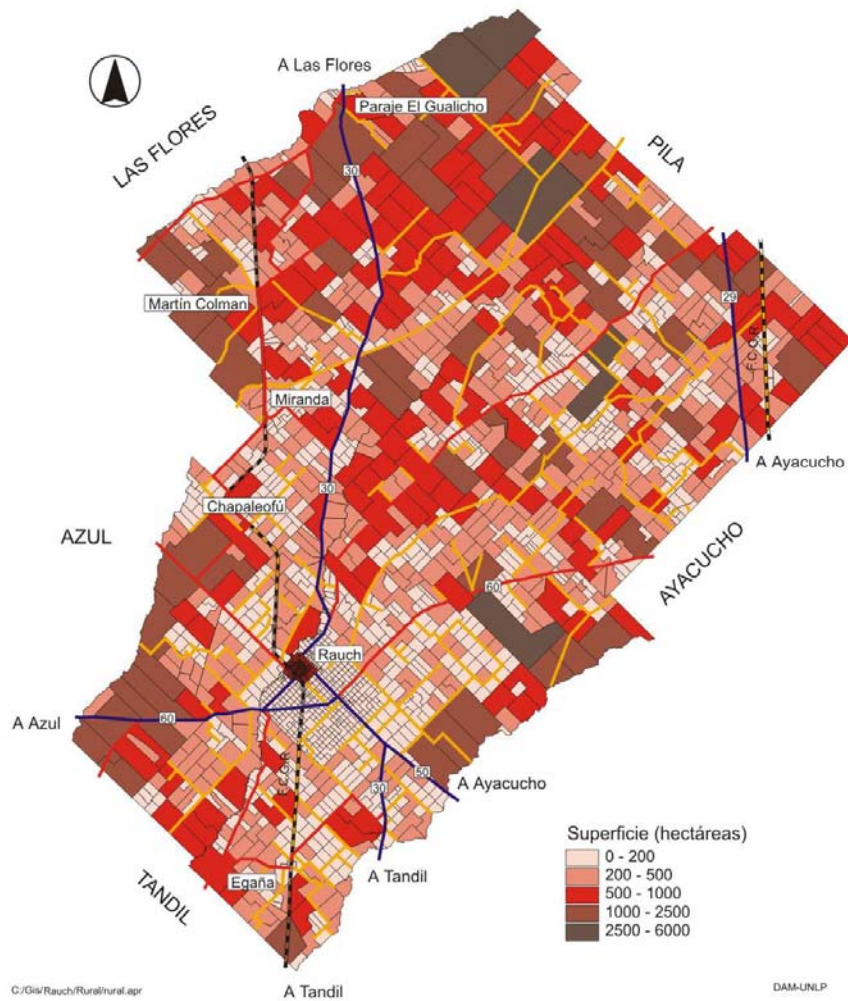 A Las Flores
Paraje El Gualicho
LAS FLORES
PILA
30
29
Martín Colman
F.C.G.R.
Miranda
A Ayacucho
30
Chapaleofú
AZUL
AYACUCHO
60
Rauch
A Azul
60
F.C.G.R.
50
30
A Ayacucho
Egaña
A Tandil
TANDIL
A Tandil
Superficie (hectáreas)
0 - 200
200 - 500
500 - 1000
1000 - 2500
2500 - 6000
C:/Gis/Rauch/Rural/rural.apr
DAM-UNLP